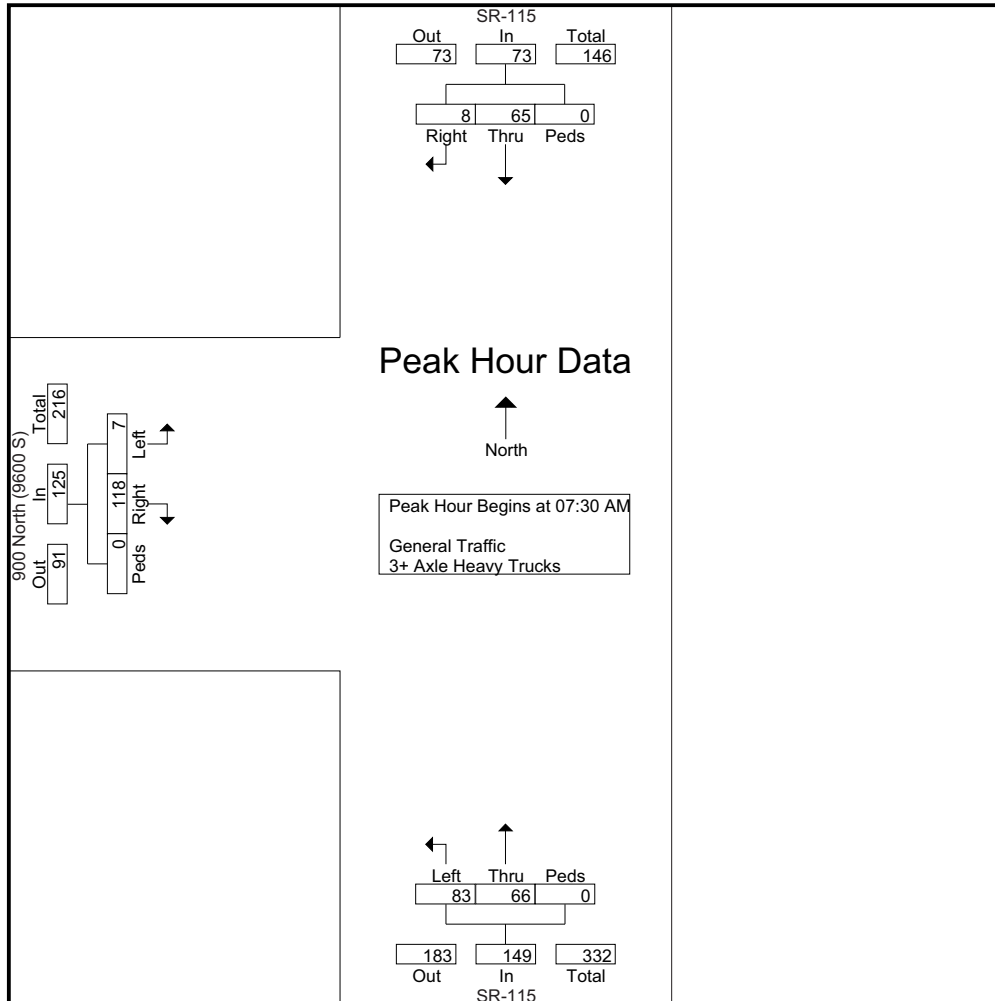 SR-115
Out In Total
73 73 146
8 65 0
Right Thru Peds
Peak Hour Data
North
Peak Hour Begins at 07:30 AM
General Traffic
3+ Axle Heavy Trucks
900 North (9600 S)
Out In Total
91 125 216
0 118 7
Peds Right Left
Left Thru Peds
83 66 0
183 149 332
Out In Total
SR-115